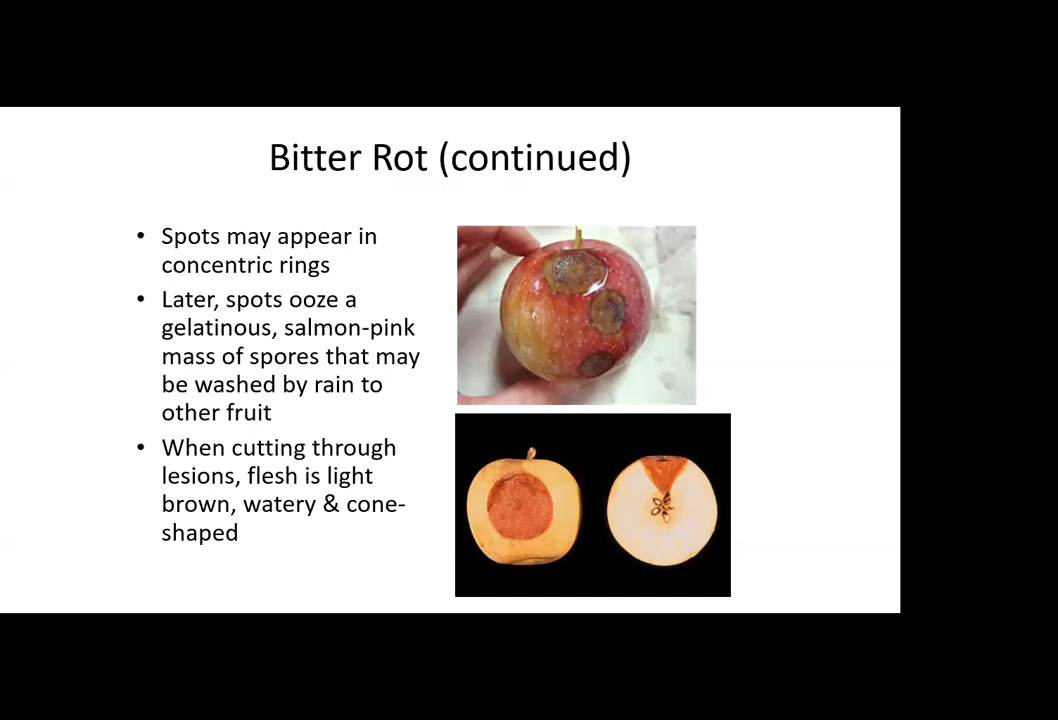 Bitter Rot (continued)
• Spots may appear in
concentric rings
• Later, spots ooze a
gelatinous, salmon-pink
mass of spores that may
be washed by rain to
other fruit
• When cutting through
lesions, flesh is light
brown, watery & cone-
shaped